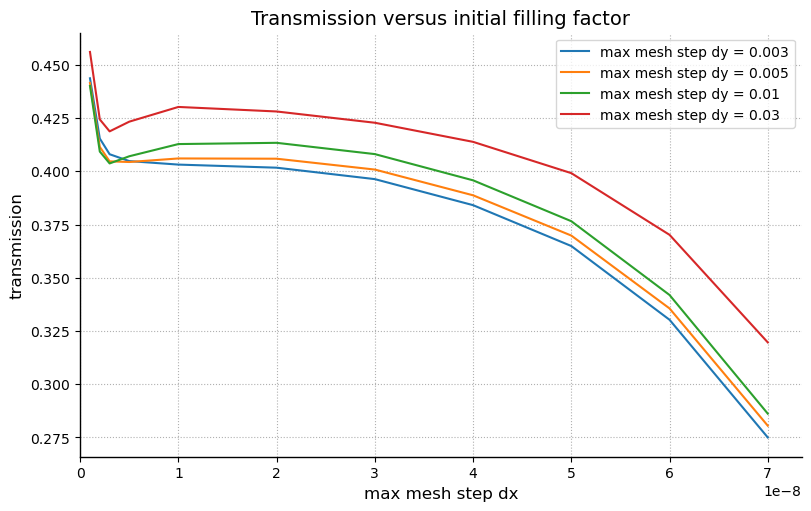 Transmission versus initial filling factor
max mesh step dy = 0.003
max mesh step dy = 0.005
max mesh step dy = 0.01
max mesh step dy = 0.03
transmission
0.450
0.425
0.400
0.375
0.350
0.325
0.300
0.275
0 1 2 3 4 5 6 7
1e−8
max mesh step dx